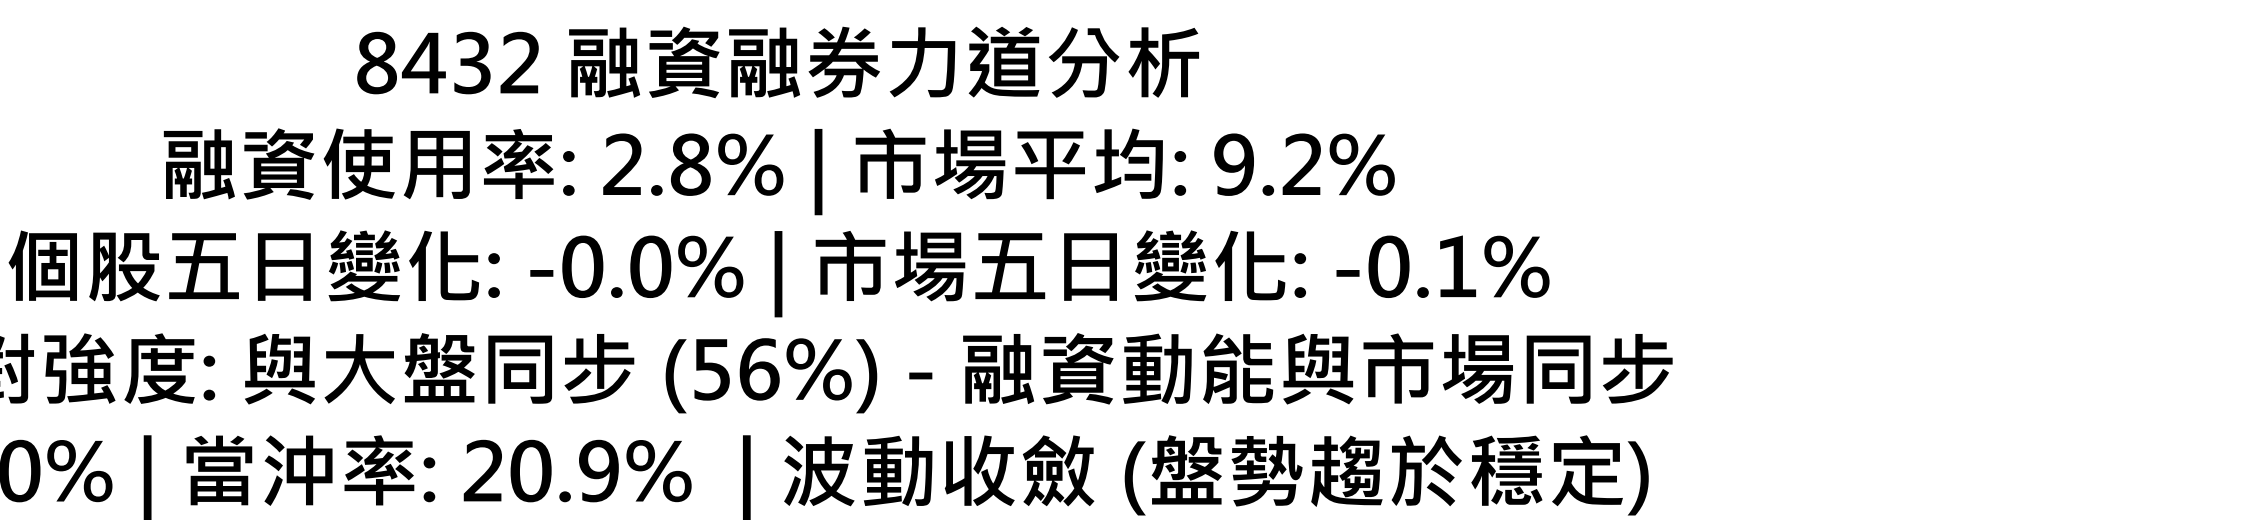 8432 融資融券力道分析
融資使用率: 2.8% | 市場平均: 9.2%
個股五日變化: -0.0% | 市場五日變化: -0.1%
強度: 與大盤同步 (56%) - 融資動能與市場同步
0% | 當沖率: 20.9% | 波動收斂 (盤勢趨於穩定)